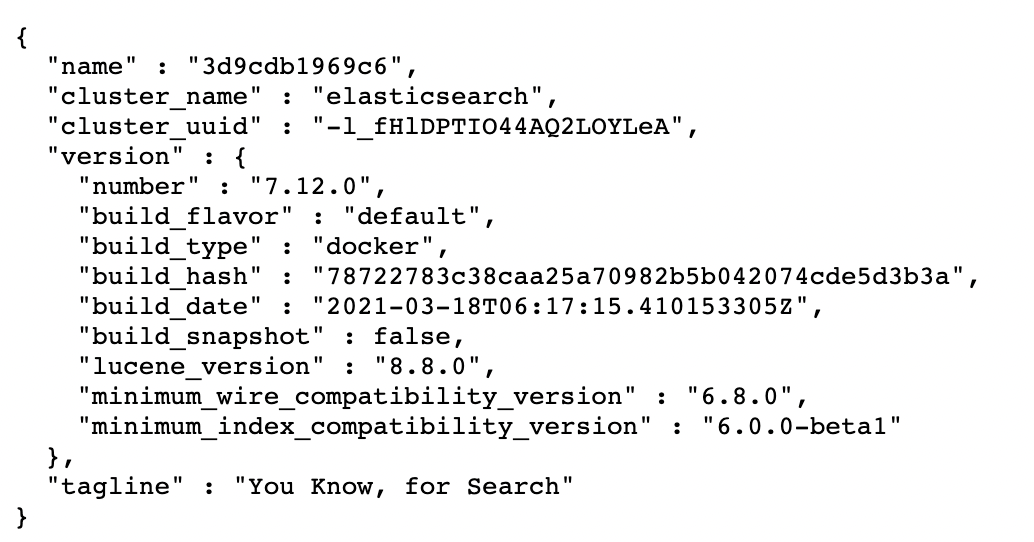 {
  "name" : "3d9cdb1969c6",
  "cluster_name" : "elasticsearch",
  "cluster_uuid" : "-l_fHlDPTIO44AQ2LOYLeA",
  "version" : {
    "number" : "7.12.0",
    "build_flavor" : "default",
    "build_type" : "docker",
    "build_hash" : "78722783c38caa25a70982b5b042074cde5d3b3a",
    "build_date" : "2021-03-18T06:17:15.410153305Z",
    "build_snapshot" : false,
    "lucene_version" : "8.8.0",
    "minimum_wire_compatibility_version" : "6.8.0",
    "minimum_index_compatibility_version" : "6.0.0-beta1"
  },
  "tagline" : "You Know, for Search"
}